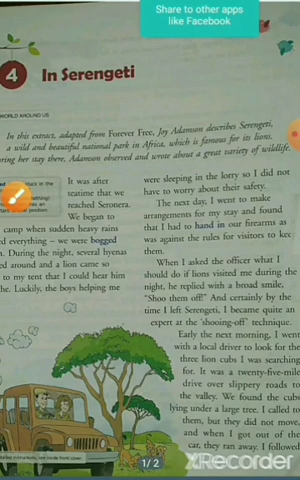 Share to other apps
like Facebook
4 In Serengeti
WORLD AROUND US
In this extract, adapted from Forever Free, Joy Adamson describes Serengeti,
a wild and beautiful national park in Africa, which is famous for its lions.
ring her stay there, Adamson observed and wrote about a great variety of wildlife.
stuck in the
It was after
teatime that we
reached Seronera.
We began to
camp when sudden heavy rains
ed everything – we were bogged
n. During the night, several hyenas
ed around and a lion came so
to my tent that I could hear him
he. Luckily, the boys helping me
were sleeping in the lorry so I did not
have to worry about their safety.
The next day, I went to make
arrangements for my stay and found
that I had to hand in our firearms as
was against the rules for visitors to kee
them.
When I asked the officer what I
should do if lions visited me during the
night, he replied with a broad smile,
"Shoo them off!" And certainly by the
time I left Serengeti, I became quite an
expert at the 'shooing-off' technique.
Early the next morning, I went
with a local driver to look for the
three lion cubs I was searching
for. It was a twenty-five-mile
drive over slippery roads to
the valley. We found the cubs
lying under a large tree. I called to
them, but they did not move,
and when I got out of the
car, they ran away. I followed
1/2
XRecorder